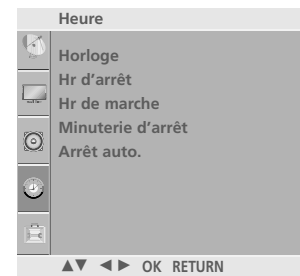 Heure
Horloge
Hr d'arrêt
Hr de marche
Minuterie d'arrêt
Arrêt auto.
▲▼ ◄► OK RETURN